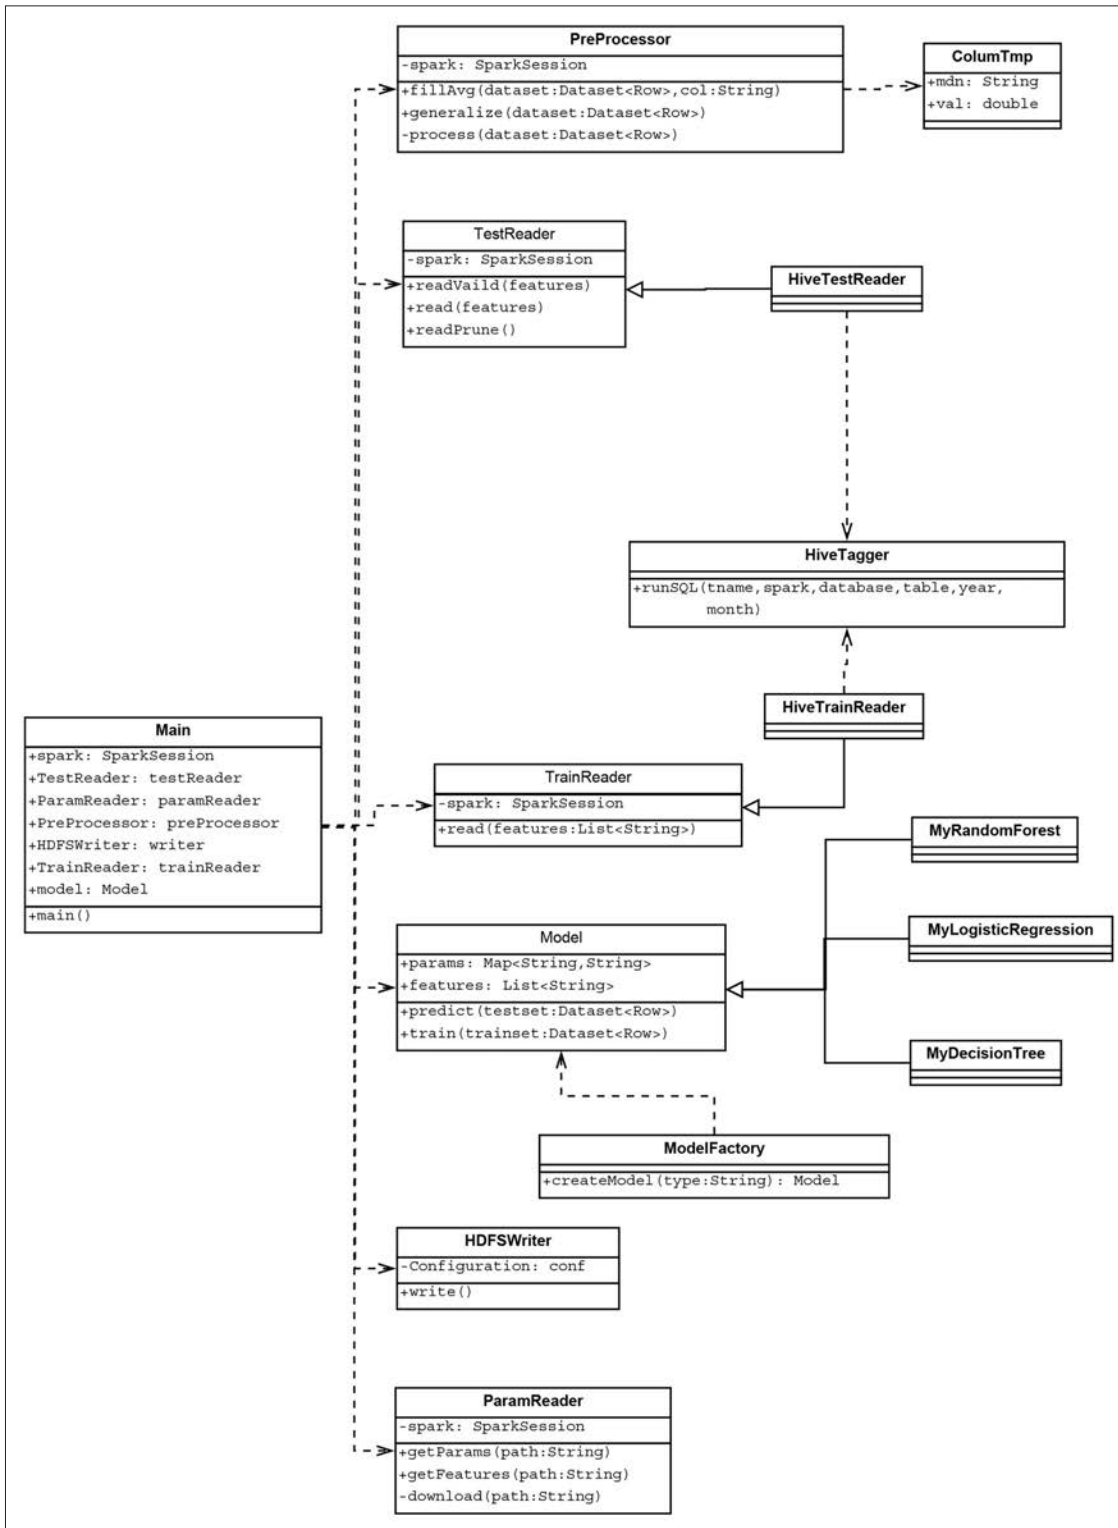 PreProcessor
-spark: SparkSession
+fillAvg(dataset:Dataset<Row>,col:String)
+generalize(dataset:Dataset<Row>)
-process(dataset:Dataset<Row>)
ColumTmp
+mdn: String
+val: double
TestReader
-spark: SparkSession
+readVaild(features)
+read(features)
+readPrune()
HiveTestReader
HiveTagger
+runSQL(tname,spark,database,table,year,
month)
HiveTrainReader
Main
+spark: SparkSession
+TestReader: testReader
+ParamReader: paramReader
+PreProcessor: preProcessor
+HDFSWriter: writer
+TrainReader: trainReader
+model: Model
+main()
TrainReader
-spark: SparkSession
+read(features:List<String>)
MyRandomForest
MyLogisticRegression
MyDecisionTree
Model
+params: Map<String,String>
+features: List<String>
+predict(testset:Dataset<Row>)
+train(trainset:Dataset<Row>)
ModelFactory
+createModel(type:String): Model
HDFSWriter
-Configuration: conf
+write()
ParamReader
-spark: SparkSession
+getParams(path:String)
+getFeatures(path:String)
-download(path:String)